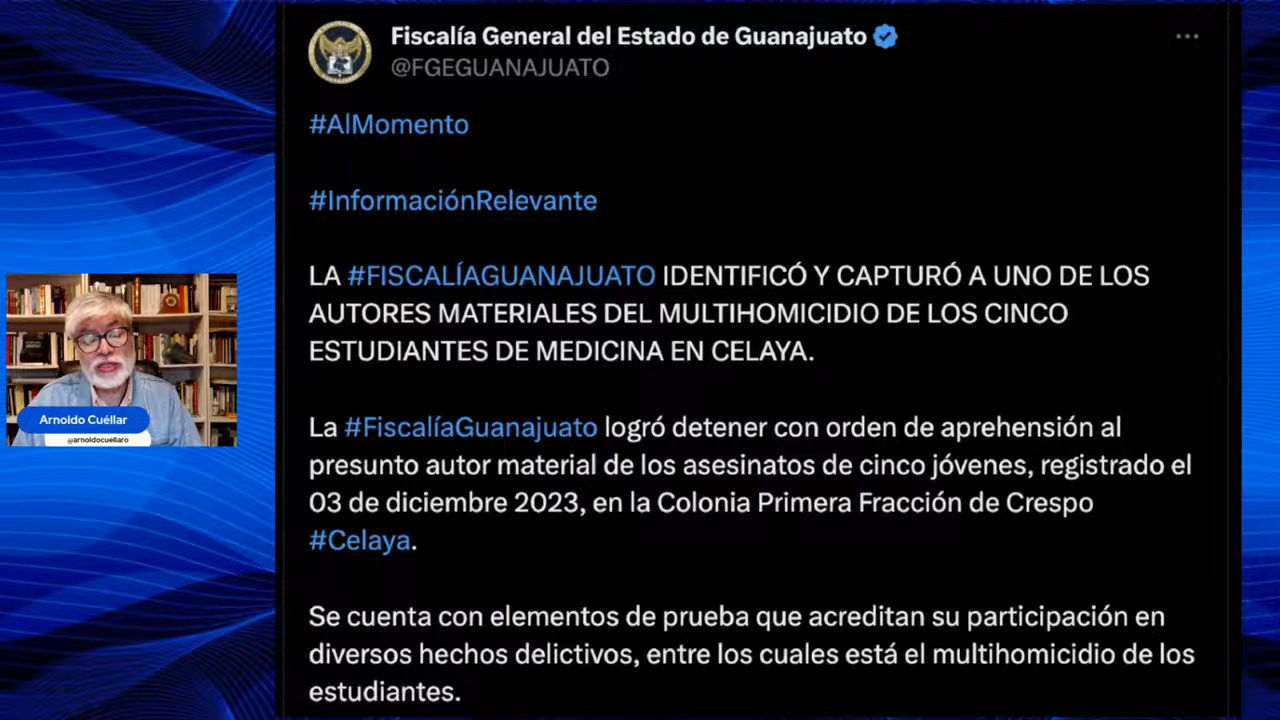 Fiscalía General del Estado de Guanajuato
@FGEGUANAJUATO
#AlMomento
#InformaciónRelevante
LA #FISCALÍAGUANAJUATO IDENTIFICÓ Y CAPTURÓ A UNO DE LOS
AUTORES MATERIALES DEL MULTIHOMICIDIO DE LOS CINCO
ESTUDIANTES DE MEDICINA EN CELAYA.
La #FiscalíaGuanajuato logró detener con orden de aprehensión al
presunto autor material de los asesinatos de cinco jóvenes, registrado el
03 de diciembre 2023, en la Colonia Primera Fracción de Crespo
#Celaya.
Se cuenta con elementos de prueba que acreditan su participación en
diversos hechos delictivos, entre los cuales está el multihomicidio de los
estudiantes.
Arnoldo Cuéllar
@arnoldocuellaro